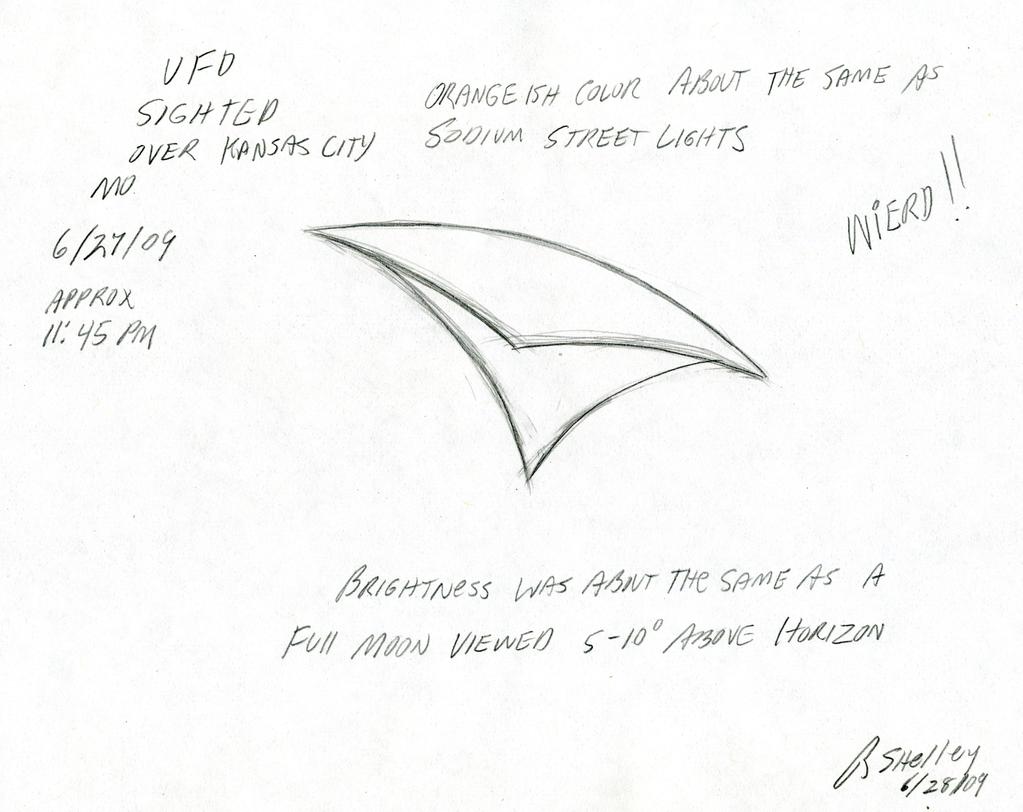 UFO
SIGHTED
OVER KANSAS CITY
MO.
6/27/09
APPROX
11:45 PM
ORANGEISH COLOR ABOUT THE SAME AS
SODIUM STREET LIGHTS
WIERD!!
BRIGHTNESS WAS ABOUT THE SAME AS A
FULL MOON VIEWED 5-10° ABOVE HORIZON
B SHelley
6/28/09